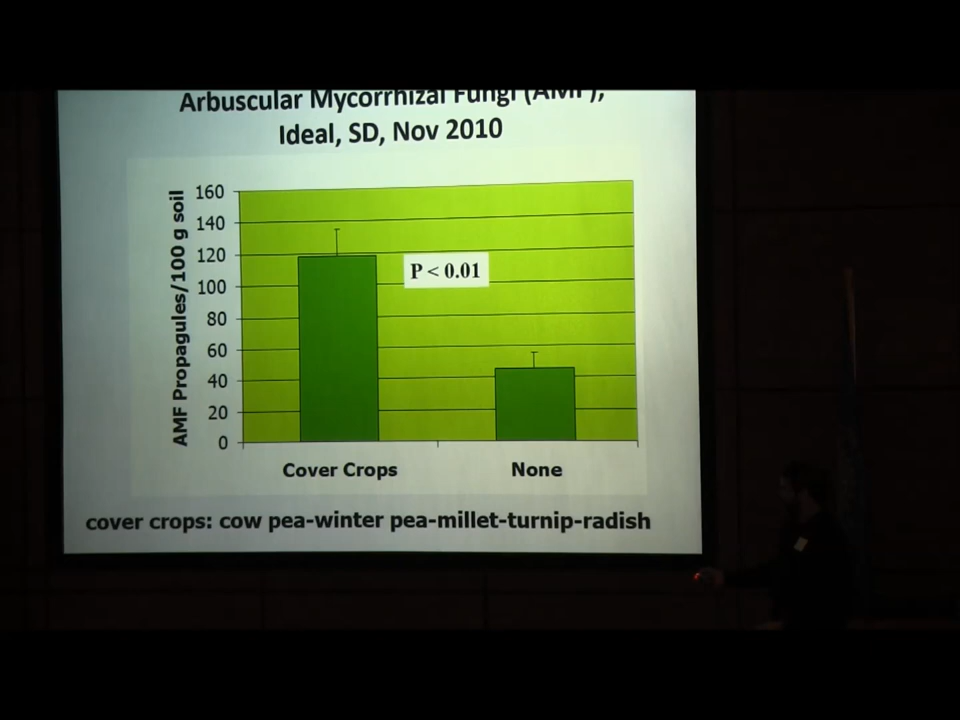 Arbuscular Mycorrhizal Fungi (AMF),
Ideal, SD, Nov 2010
AMF Propagules/100 g soil
160
140
120
100
80
60
40
20
0
P < 0.01
Cover Crops
None
cover crops: cow pea-winter pea-millet-turnip-radish